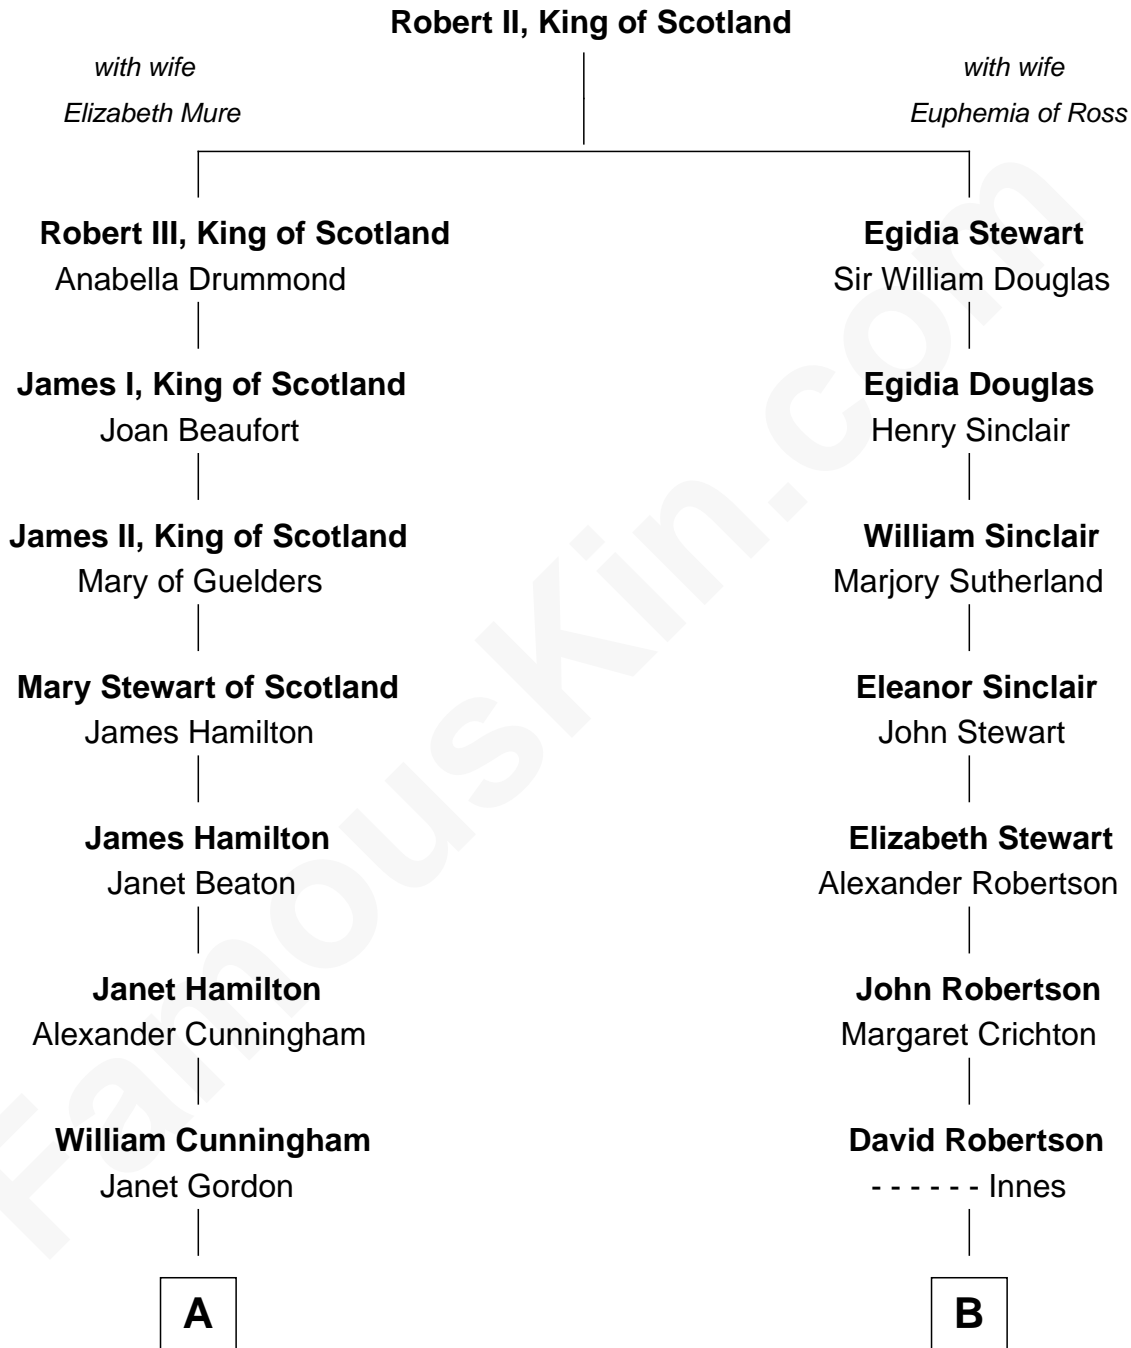 Robert II, King of Scotland
with wife
Elizabeth Mure
with wife
Euphemia of Ross
Robert III, King of Scotland
Anabella Drummond
Egidia Stewart
Sir William Douglas
James I, King of Scotland
Joan Beaufort
Egidia Douglas
Henry Sinclair
James II, King of Scotland
Mary of Guelders
William Sinclair
Marjory Sutherland
Mary Stewart of Scotland
James Hamilton
Eleanor Sinclair
John Stewart
James Hamilton
Janet Beaton
Elizabeth Stewart
Alexander Robertson
Janet Hamilton
Alexander Cunningham
John Robertson
Margaret Crichton
William Cunningham
Janet Gordon
David Robertson
- - - - - - Innes
A
B
FamousKin.com